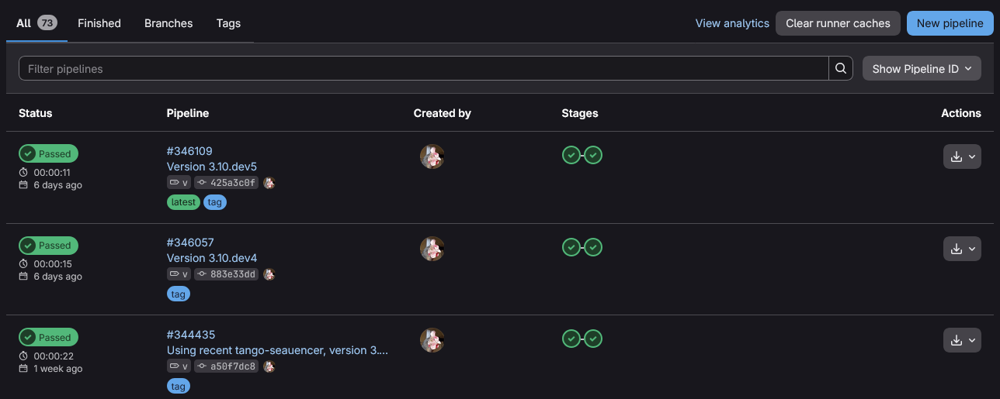 All 73 Finished Branches Tags View analytics Clear runner caches New pipeline
Filter pipelines Show Pipeline ID
Status Pipeline Created by Stages Actions
Passed #346109
00:00:11 Version 3.10.dev5
6 days ago v 425a3c0f
latest tag
Passed #346057
00:00:15 Version 3.10.dev4
6 days ago v 883e33dd
tag
Passed #344435
00:00:22 Using recent tango-seauencer, version 3....
1 week ago v a50f7dc8
tag